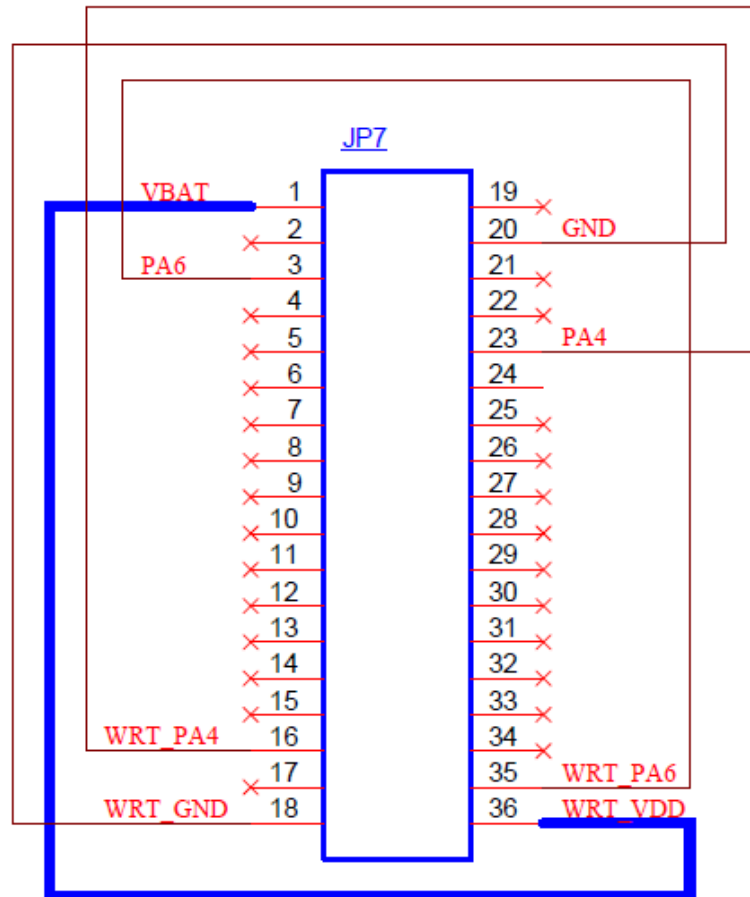 JP7
VBAT 1 19
2 20 GND
PA6 3 21
4 22
5 23 PA4
6 24
7 25
8 26
9 27
10 28
11 29
12 30
13 31
14 32
15 33
WRT_PA4 16 34
17 35 WRT_PA6
WRT_GND 18 36 WRT_VDD